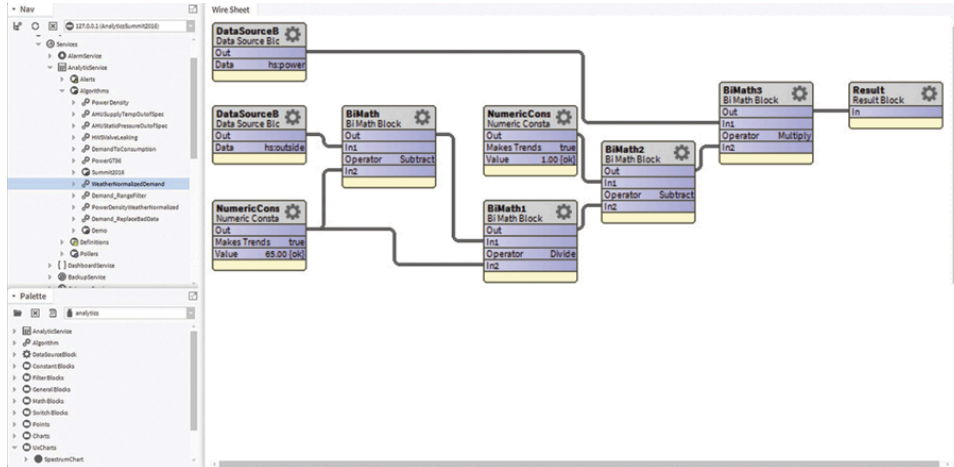 Nav
127.0.0.1 (AnalyticsSummit2016)
Services
AlarmService
AnalyticService
Alerts
Algorithms
PowerDensity
AHUSupplyTempOutofSpec
AHUStaticPressureOutofSpec
HWSValveLeaking
DemandToConsumption
PowerGT36
Summit2016
WeatherNormalizedDemand
Demand_RangeFilter
PowerDensityWeatherNormalized
Demand_ReplaceBadData
Demo
Definitions
Pollers
DashboardService
BackupService
Palette
analytics
AnalyticService
Algorithm
DataSourceBlock
Constant Blocks
Filter Blocks
General Blocks
Math Blocks
Switch Blocks
Points
Charts
UxCharts
SpectrumChart
Wire Sheet
DataSourceB
Data Source Blc
Out
Data hs:power
DataSourceB
Data Source Blc
Out
Data hs:outside
NumericCons
Numeric Consta
Out
Makes Trends true
Value 65.00 [ok]
BiMath
Bi Math Block
Out
In1
Operator Subtract
In2
NumericCons
Numeric Consta
Out
Makes Trends true
Value 1.00 [ok]
BiMath1
Bi Math Block
Out
In1
Operator Divide
In2
BiMath2
Bi Math Block
Out
In1
Operator Subtract
In2
BiMath3
Bi Math Block
Out
In1
Operator Multiply
In2
Result
Result Block
In